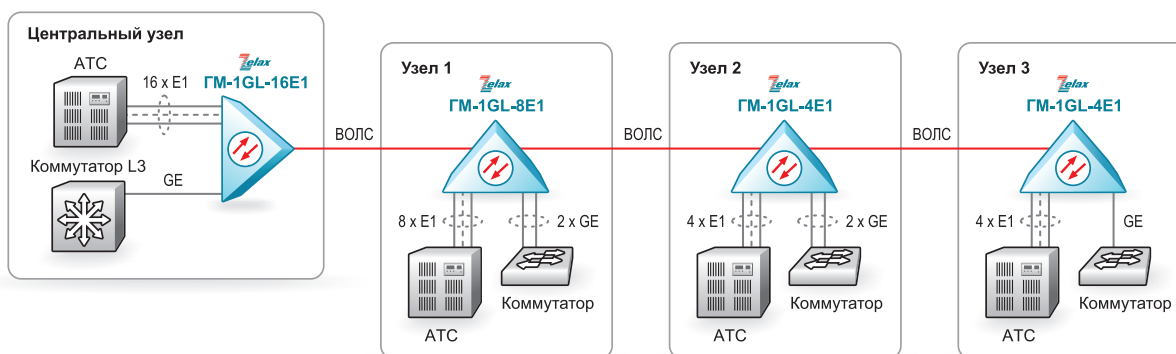 Центральный узел
АТС
16 x E1
Zelax
ГМ-1GL-16E1
Коммутатор L3
GE
ВОЛС
Узел 1
Zelax
ГМ-1GL-8E1
8 x E1
2 x GE
Коммутатор
АТС
ВОЛС
Узел 2
Zelax
ГМ-1GL-4E1
4 x E1
2 x GE
Коммутатор
АТС
ВОЛС
Узел 3
Zelax
ГМ-1GL-4E1
4 x E1
GE
Коммутатор
АТС